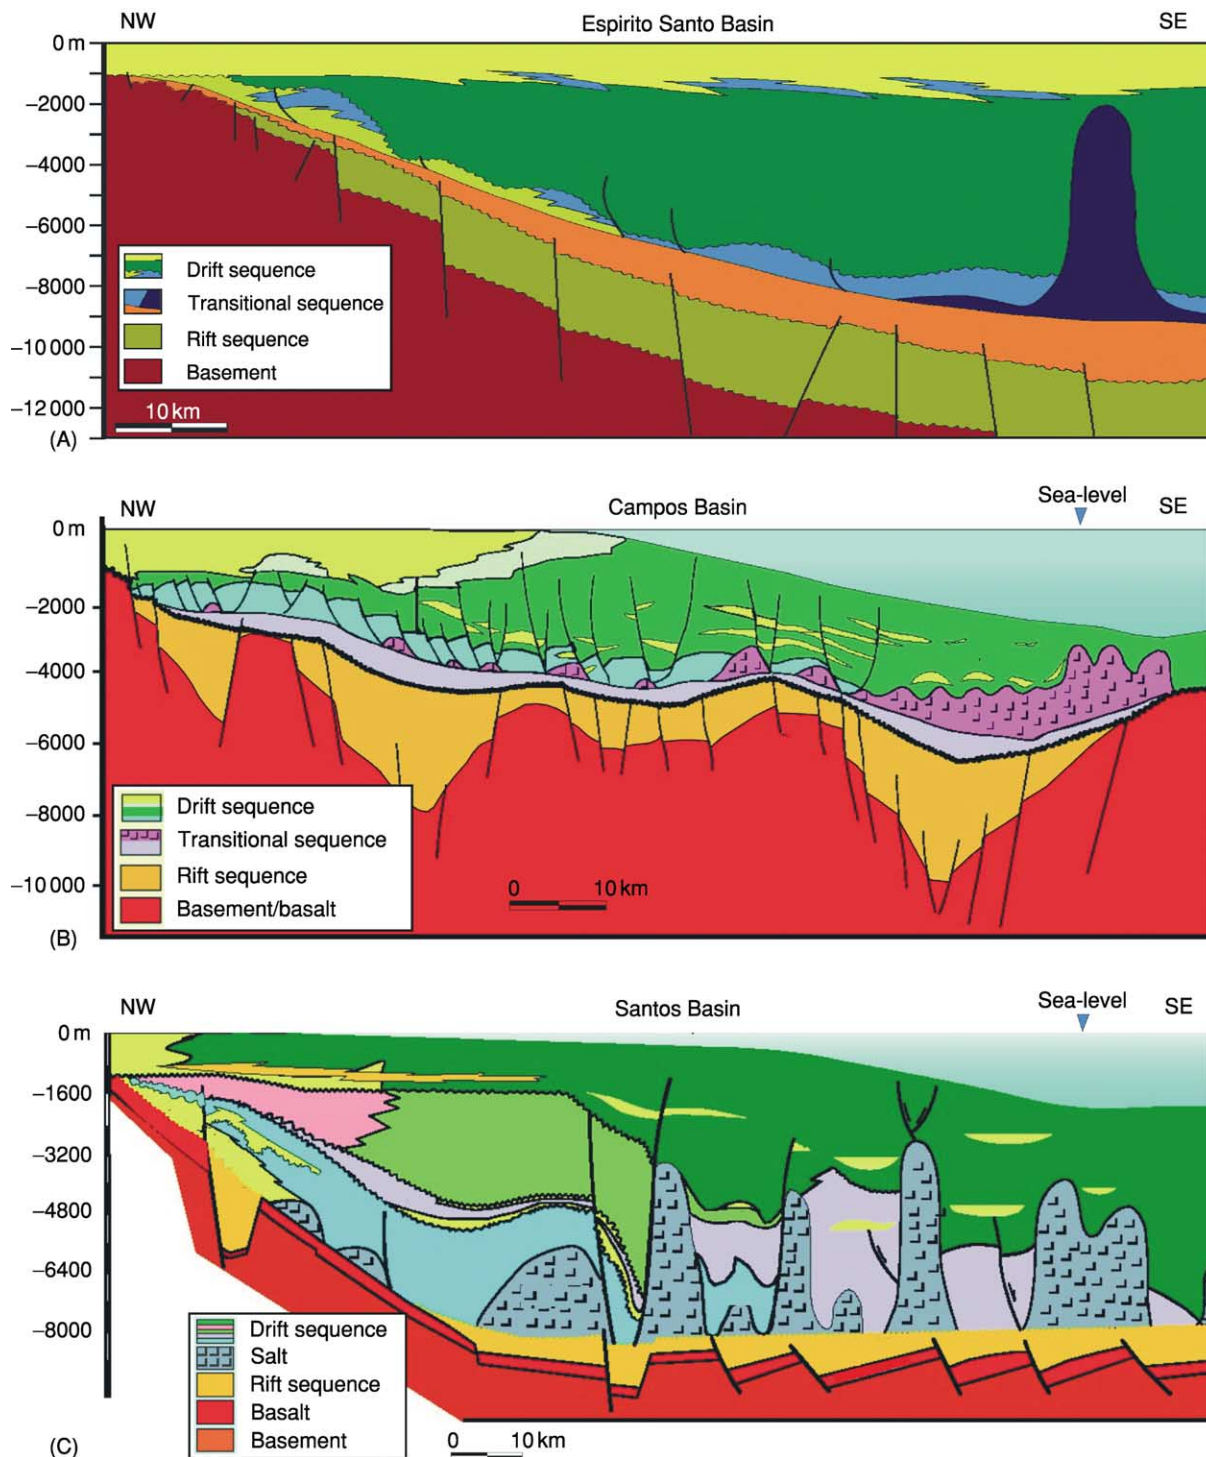 NW Espirito Santo Basin SE
0 m
−2000
−4000
−6000
−8000
−10 000
−12 000
Drift sequence
Transitional sequence
Rift sequence
Basement
10 km
(A)
NW Campos Basin Sea-level SE
0 m
−2000
−4000
−6000
−8000
−10 000
Drift sequence
Transitional sequence
Rift sequence
Basement/basalt
0 10 km
(B)
NW Santos Basin Sea-level SE
0 m
−1600
−3200
−4800
−6400
−8000
Drift sequence
Salt
Rift sequence
Basalt
Basement
0 10 km
(C)